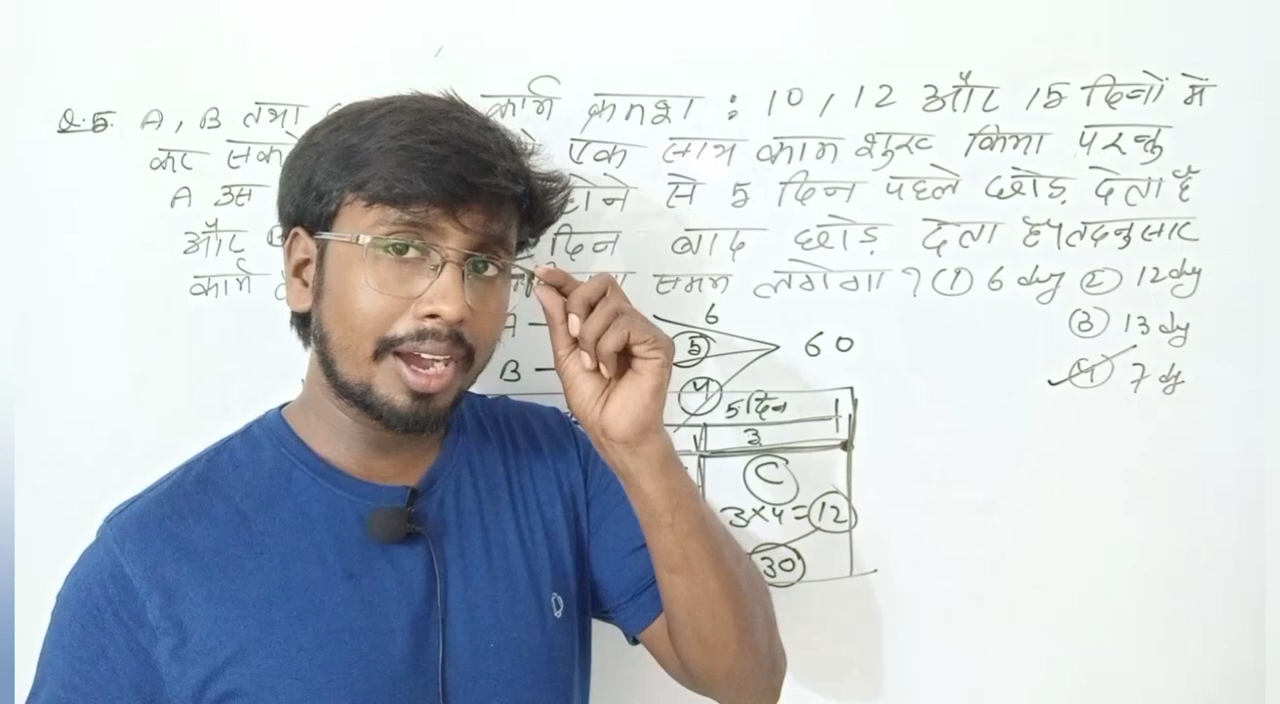 Q.5. A, B तथा कार्य क्रमश : 10, 12 और 15 दिनों में
कर एक साथ काम शुरू किया परन्तु
A उस होने से 5 दिन पहले छोड़ देता है
और दिन बाद छोड़ देता है। तदनुसार
कार्य समय लगेगा ? ① 6 day ② 12 day
③ 13 day
④ 7 dy
A – 6
5 60
B –
4
5 दिन
3
C
3×4=12
30